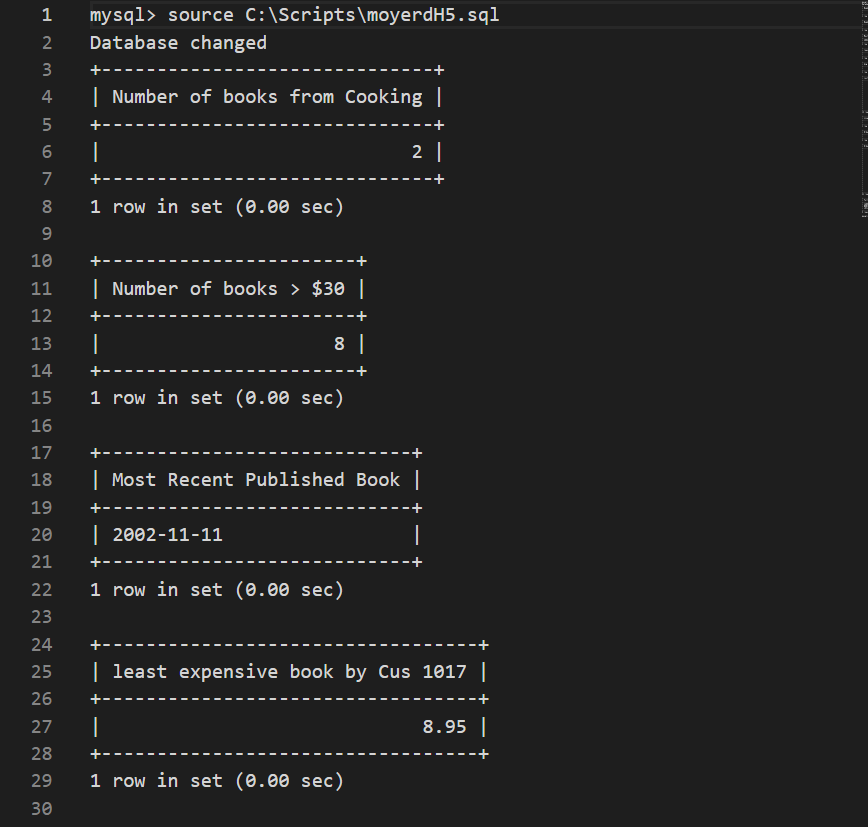 1 mysql> source C:\Scripts\moyerdH5.sql
2 Database changed
3 +------------------------------+
4 | Number of books from Cooking |
5 +------------------------------+
6 |                            2 |
7 +------------------------------+
8 1 row in set (0.00 sec)
9
10 +-----------------------+
11 | Number of books > $30 |
12 +-----------------------+
13 |                     8 |
14 +-----------------------+
15 1 row in set (0.00 sec)
16
17 +----------------------------+
18 | Most Recent Published Book |
19 +----------------------------+
20 | 2002-11-11                 |
21 +----------------------------+
22 1 row in set (0.00 sec)
23
24 +----------------------------------+
25 | least expensive book by Cus 1017 |
26 +----------------------------------+
27 |                             8.95 |
28 +----------------------------------+
29 1 row in set (0.00 sec)
30